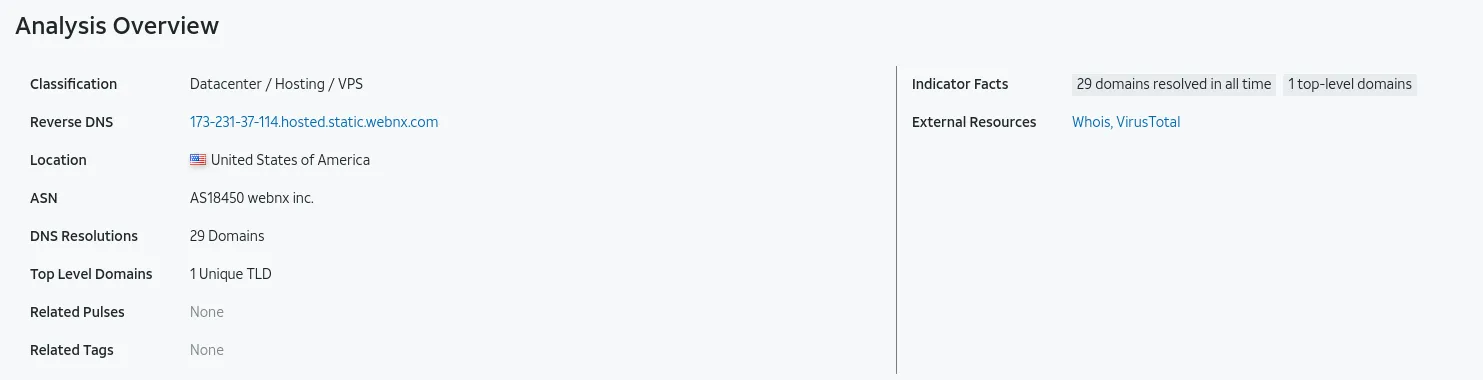 Analysis Overview
Classification Datacenter / Hosting / VPS
Reverse DNS 173-231-37-114.hosted.static.webnx.com
Location United States of America
ASN AS18450 webnx inc.
DNS Resolutions 29 Domains
Top Level Domains 1 Unique TLD
Related Pulses None
Related Tags None
Indicator Facts 29 domains resolved in all time 1 top-level domains
External Resources Whois, VirusTotal